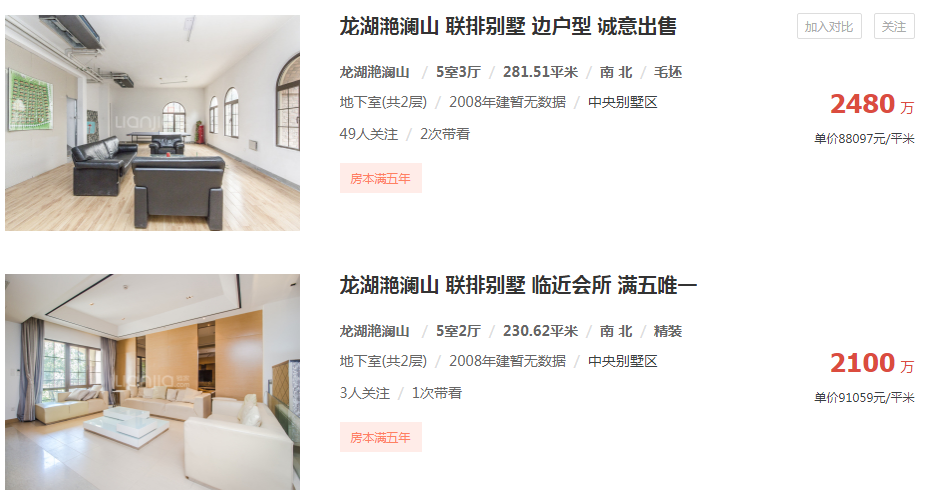 龙湖滟澜山 联排别墅 边户型 诚意出售
加入对比
关注
龙湖滟澜山 / 5室3厅 / 281.51平米 / 南 北 / 毛坯
地下室(共2层) / 2008年建暂无数据 / 中央别墅区
2480 万
49人关注 / 2次带看
单价88097元/平米
房本满五年
lianjia
龙湖滟澜山 联排别墅 临近会所 满五唯一
龙湖滟澜山 / 5室2厅 / 230.62平米 / 南 北 / 精装
地下室(共2层) / 2008年建暂无数据 / 中央别墅区
2100 万
3人关注 / 1次带看
单价91059元/平米
房本满五年
lianjia